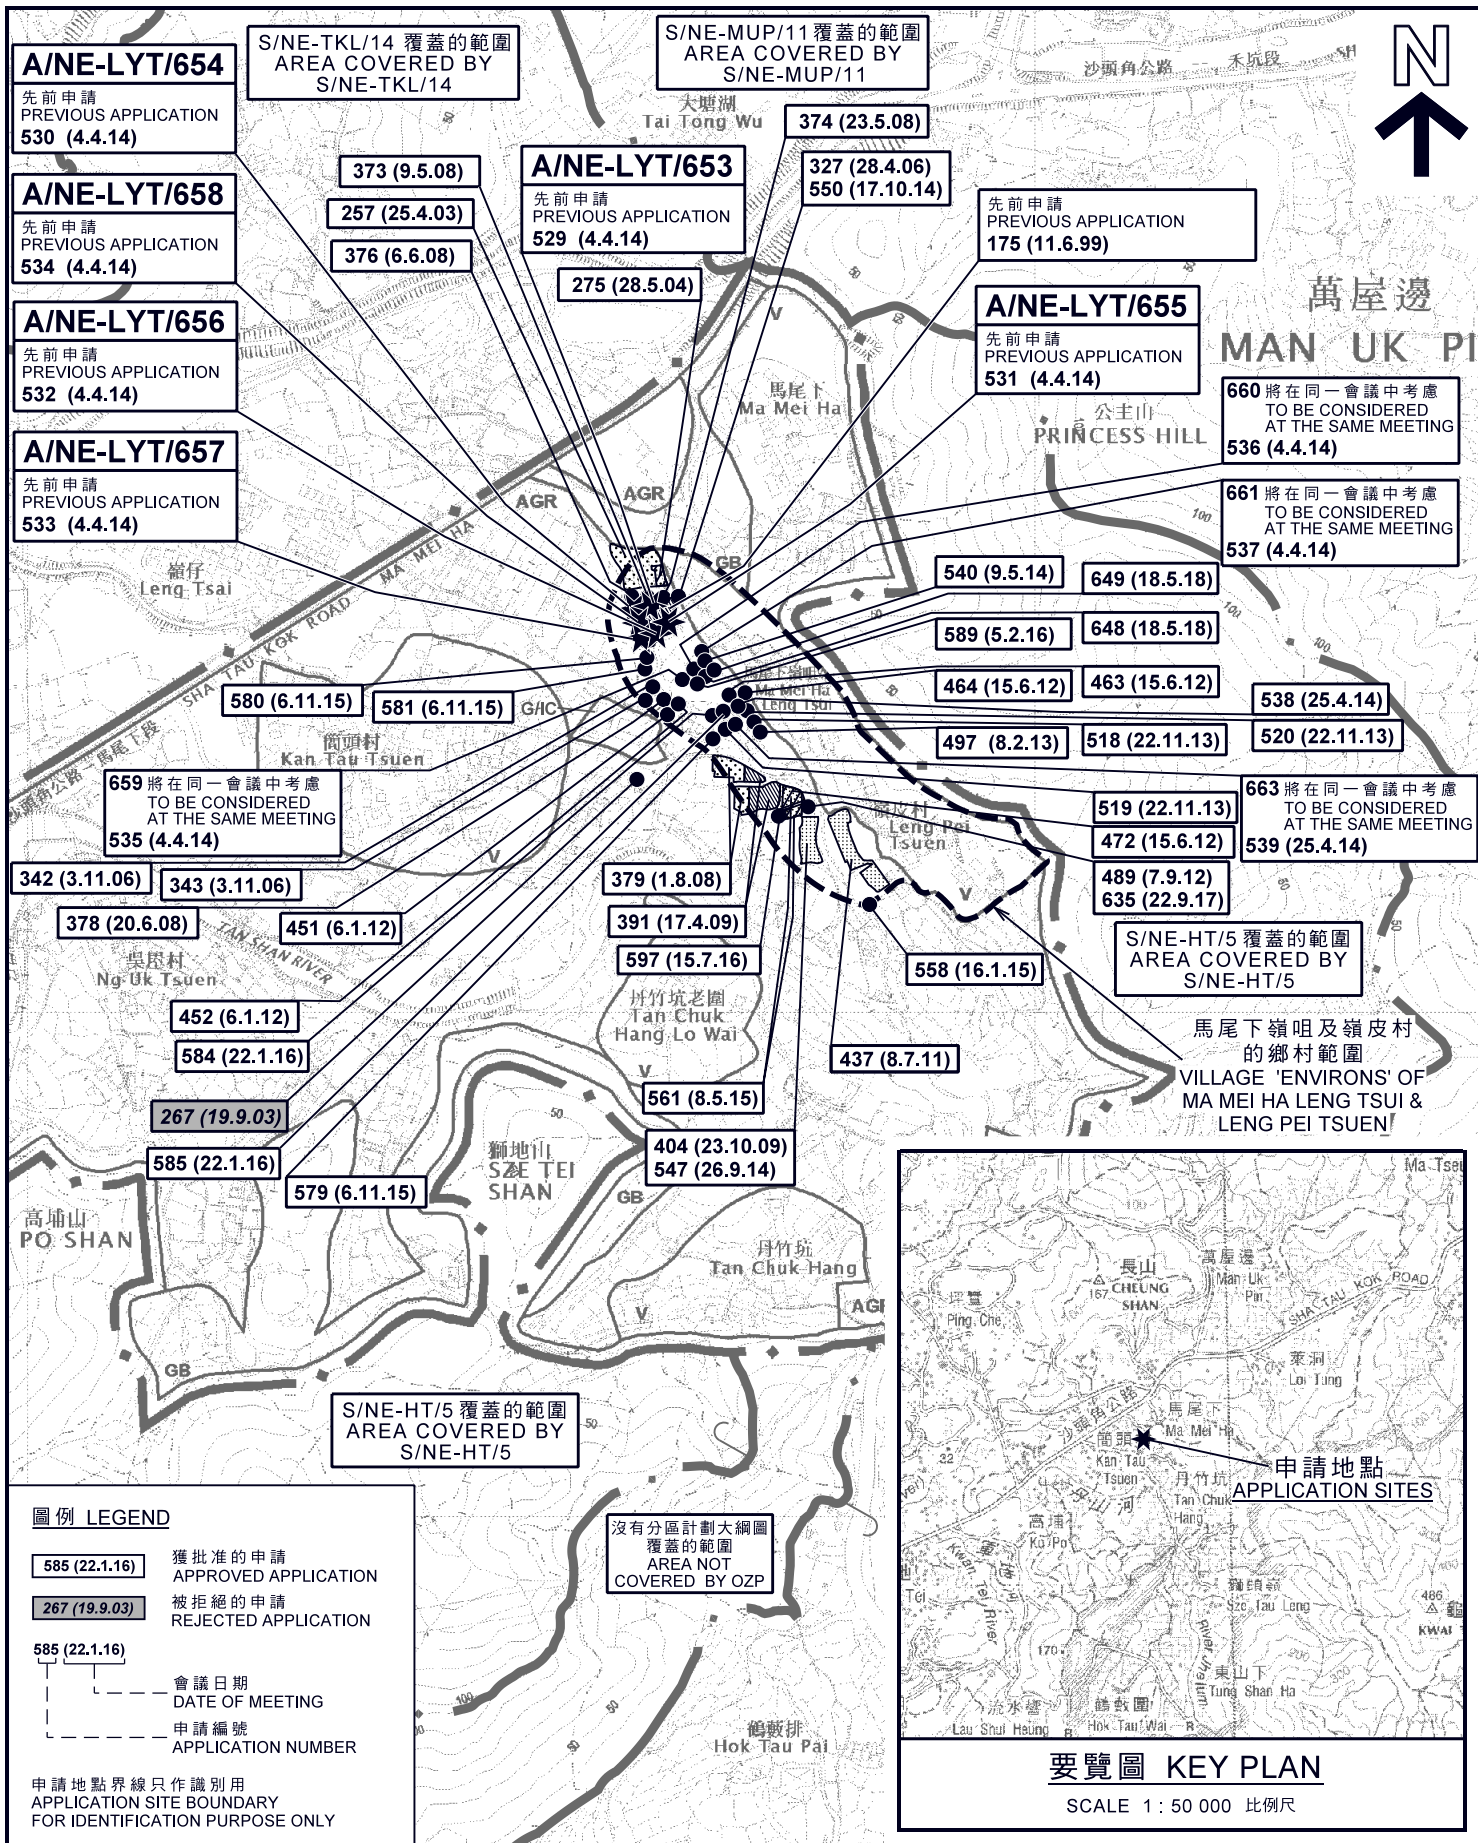 A/NE-LYT/654
先前申請
PREVIOUS APPLICATION
530 (4.4.14)
S/NE-TKL/14 覆蓋的範圍
AREA COVERED BY
S/NE-TKL/14
S/NE-MUP/11 覆蓋的範圍
AREA COVERED BY
S/NE-MUP/11
沙頭角公路
禾坑段
SH
N
大塘湖
Tai Tong Wu
374 (23.5.08)
A/NE-LYT/658
先前申請
PREVIOUS APPLICATION
534 (4.4.14)
373 (9.5.08)
257 (25.4.03)
376 (6.6.08)
A/NE-LYT/653
先前申請
PREVIOUS APPLICATION
529 (4.4.14)
327 (28.4.06)
550 (17.10.14)
先前申請
PREVIOUS APPLICATION
175 (11.6.99)
275 (28.5.04)
A/NE-LYT/656
先前申請
PREVIOUS APPLICATION
532 (4.4.14)
A/NE-LYT/655
先前申請
PREVIOUS APPLICATION
531 (4.4.14)
萬屋邊
MAN UK PI
馬尾下
Ma Mei Ha
公主山
PRINCESS HILL
660 將在同一會議中考慮
TO BE CONSIDERED
AT THE SAME MEETING
536 (4.4.14)
A/NE-LYT/657
先前申請
PREVIOUS APPLICATION
533 (4.4.14)
661 將在同一會議中考慮
TO BE CONSIDERED
AT THE SAME MEETING
537 (4.4.14)
AGR
AGR
GB
V
嶺仔
Leng Tsai
SHA TAU KOK ROAD
MA MEI HA
沙頭角公路
馬尾下段
540 (9.5.14)
649 (18.5.18)
589 (5.2.16)
648 (18.5.18)
464 (15.6.12)
463 (15.6.12)
538 (25.4.14)
497 (8.2.13)
518 (22.11.13)
520 (22.11.13)
580 (6.11.15)
581 (6.11.15)
G/IC
馬尾下嶺咀
Ma Mei Ha
Leng Tsui
簡頭村
Kan Tau Tsuen
659 將在同一會議中考慮
TO BE CONSIDERED
AT THE SAME MEETING
535 (4.4.14)
V
嶺皮村
Leng Pei
Tsuen
V
519 (22.11.13)
472 (15.6.12)
489 (7.9.12)
635 (22.9.17)
663 將在同一會議中考慮
TO BE CONSIDERED
AT THE SAME MEETING
539 (25.4.14)
342 (3.11.06)
343 (3.11.06)
378 (20.6.08)
451 (6.1.12)
379 (1.8.08)
391 (17.4.09)
597 (15.7.16)
558 (16.1.15)
S/NE-HT/5 覆蓋的範圍
AREA COVERED BY
S/NE-HT/5
TAN SHAN RIVER
吳屋村
Ng Uk Tsuen
452 (6.1.12)
584 (22.1.16)
267 (19.9.03)
585 (22.1.16)
579 (6.11.15)
丹竹坑老圍
Tan Chuk
Hang Lo Wai
V
437 (8.7.11)
561 (8.5.15)
404 (23.10.09)
547 (26.9.14)
馬尾下嶺咀及嶺皮村
的鄉村範圍
VILLAGE 'ENVIRONS' OF
MA MEI HA LENG TSUI &
LENG PEI TSUEN
獅地山
SZE TEI
SHAN
GB
高埔山
PO SHAN
丹竹坑
Tan Chuk Hang
V
AGR
GB
S/NE-HT/5 覆蓋的範圍
AREA COVERED BY
S/NE-HT/5
沒有分區計劃大綱圖
覆蓋的範圍
AREA NOT
COVERED BY OZP
鶴藪排
Hok Tau Pai
圖例 LEGEND
585 (22.1.16)
獲批准的申請
APPROVED APPLICATION
267 (19.9.03)
被拒絕的申請
REJECTED APPLICATION
585 (22.1.16)
會議日期
DATE OF MEETING
申請編號
APPLICATION NUMBER
申請地點界線只作識別用
APPLICATION SITE BOUNDARY
FOR IDENTIFICATION PURPOSE ONLY
Ma Tseu
長山
CHEUNG
SHAN
167
萬屋邊
Man Uk
Pin
SHA TAU KOK ROAD
坪輋
Ping Che
萊洞
Loi Tung
沙頭角公路
馬尾下
Ma Mei Ha
簡頭
Kan Tau
Tsuen
申請地點
APPLICATION SITES
丹山河
丹竹坑
Tan Chuk
Hang
高埔
Ko Po
Kwan Tei River
獅頭嶺
Sze Tau Leng
486
KWAI
River Jhelum
170
東山下
Tung Shan Ha
流水響
Lau Shui Heung
鶴藪圍
Hok Tau Wai
要覽圖 KEY PLAN
SCALE 1 : 50 000 比例尺